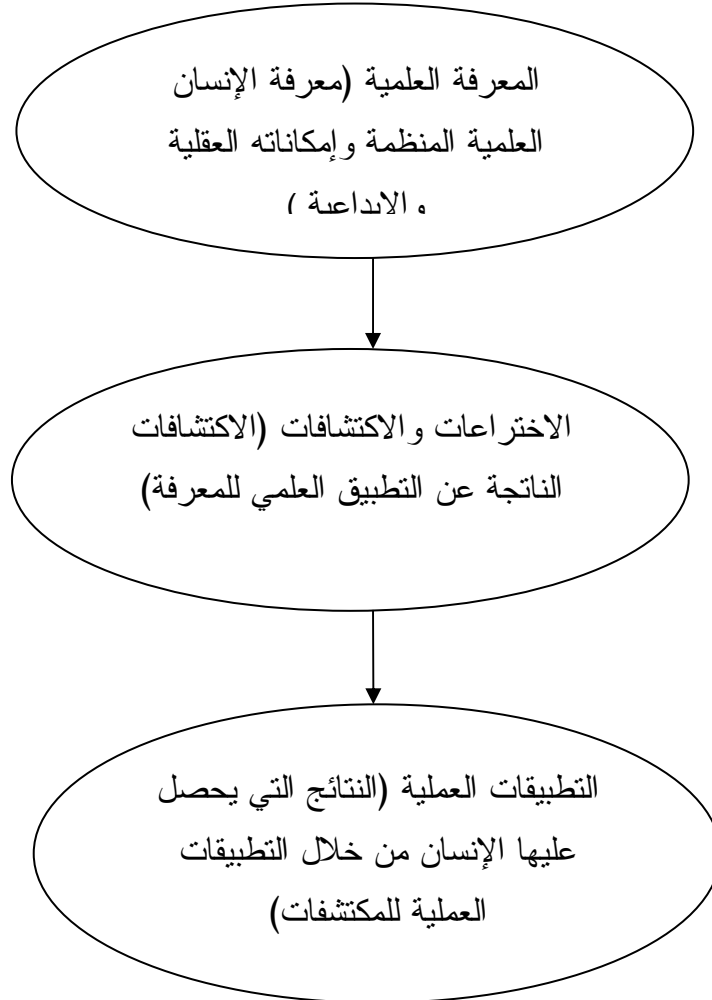 المعرفة العلمية (معرفة الإنسان
العلمية المنظمة وإمكاناته العقلية
والإبداعية )
الاختراعات والاكتشافات (الاكتشافات
الناتجة عن التطبيق العلمي للمعرفة)
التطبيقات العملية (النتائج التي يحصل
عليها الإنسان من خلال التطبيقات
العملية للمكتشفات)